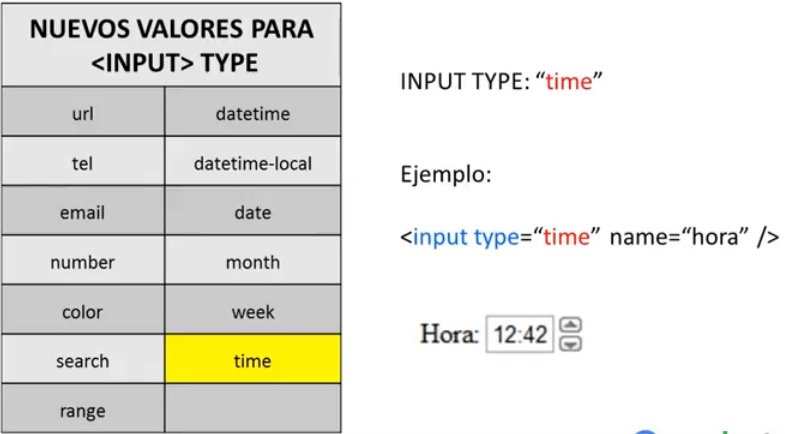 NUEVOS VALORES PARA
<INPUT> TYPE
url datetime
tel datetime-local
email date
number month
color week
search time
range
INPUT TYPE: “time”
Ejemplo:
<input type=“time” name=“hora” />
Hora: 12:42